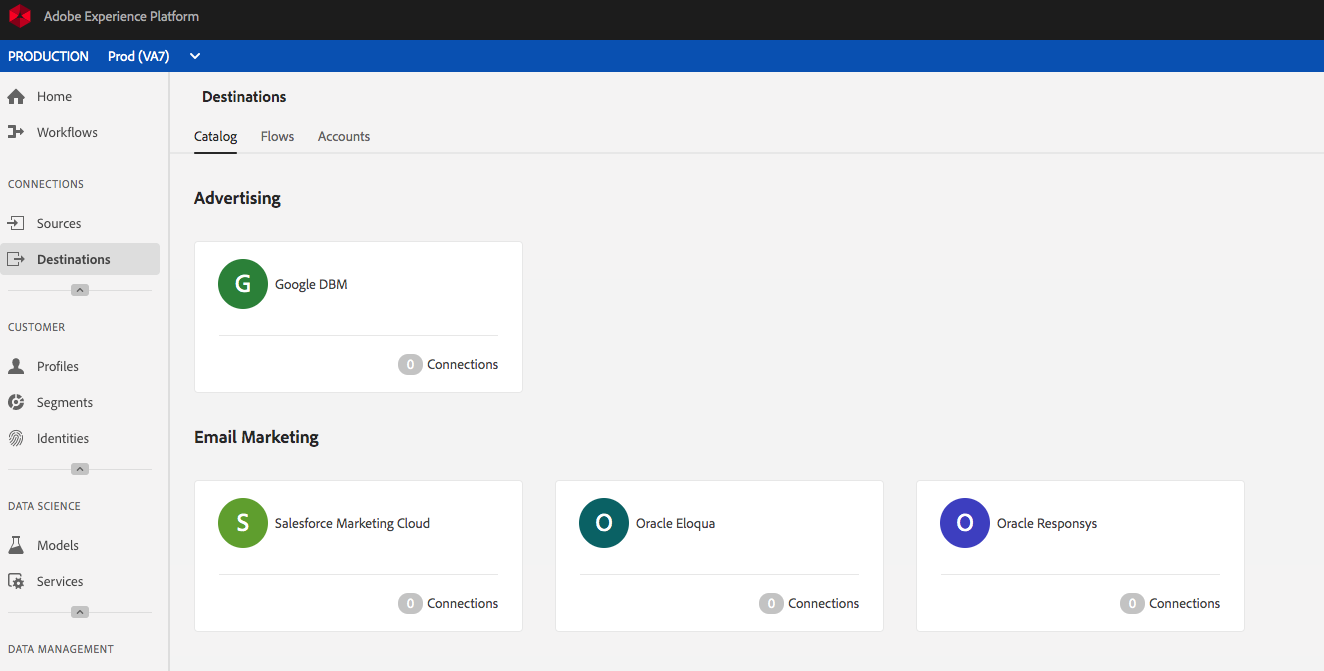 Adobe Experience Platform
PRODUCTION Prod (VA7)
Home
Workflows
CONNECTIONS
Sources
Destinations
CUSTOMER
Profiles
Segments
Identities
DATA SCIENCE
Models
Services
DATA MANAGEMENT
Destinations
Catalog Flows Accounts
Advertising
G Google DBM
0 Connections
Email Marketing
S Salesforce Marketing Cloud
0 Connections
O Oracle Eloqua
0 Connections
O Oracle Responsys
0 Connections